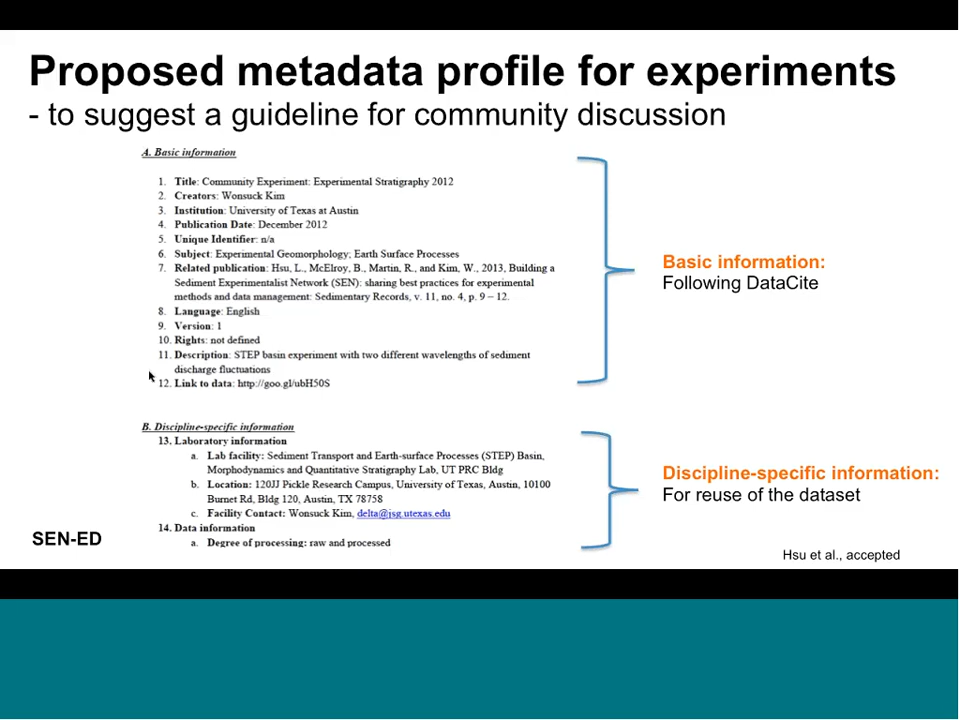 Proposed metadata profile for experiments
- to suggest a guideline for community discussion
A. Basic information
1. Title: Community Experiment: Experimental Stratigraphy 2012
2. Creators: Wonsuck Kim
3. Institution: University of Texas at Austin
4. Publication Date: December 2012
5. Unique Identifier: n/a
6. Subject: Experimental Geomorphology; Earth Surface Processes
7. Related publication: Hsu, L., McElroy, B., Martin, R., and Kim, W., 2013, Building a
Sediment Experimentalist Network (SEN): sharing best practices for experimental
methods and data management: Sedimentary Records, v. 11, no. 4, p. 9 – 12.
8. Language: English
9. Version: 1
10. Rights: not defined
11. Description: STEP basin experiment with two different wavelengths of sediment
discharge fluctuations
12. Link to data: http://goo.gl/ubH50S
Basic information:
Following DataCite
B. Discipline-specific information
13. Laboratory information
a. Lab facility: Sediment Transport and Earth-surface Processes (STEP) Basin,
Morphodynamics and Quantitative Stratigraphy Lab, UT PRC Bldg
b. Location: 120JJ Pickle Research Campus, University of Texas, Austin, 10100
Burnet Rd, Bldg 120, Austin, TX 78758
c. Facility Contact: Wonsuck Kim, delta@jsg.utexas.edu
14. Data information
a. Degree of processing: raw and processed
Discipline-specific information:
For reuse of the dataset
SEN-ED
Hsu et al., accepted